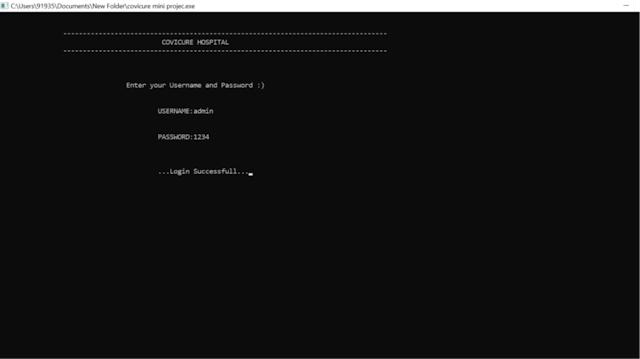 C:\Users\91935\Documents\New Folder\covicure mini projec.exe
--------------------------------------------------------------------------------
COVICURE HOSPITAL
--------------------------------------------------------------------------------
Enter your Username and Password :)
USERNAME:admin
PASSWORD:1234
...Login Successfull...